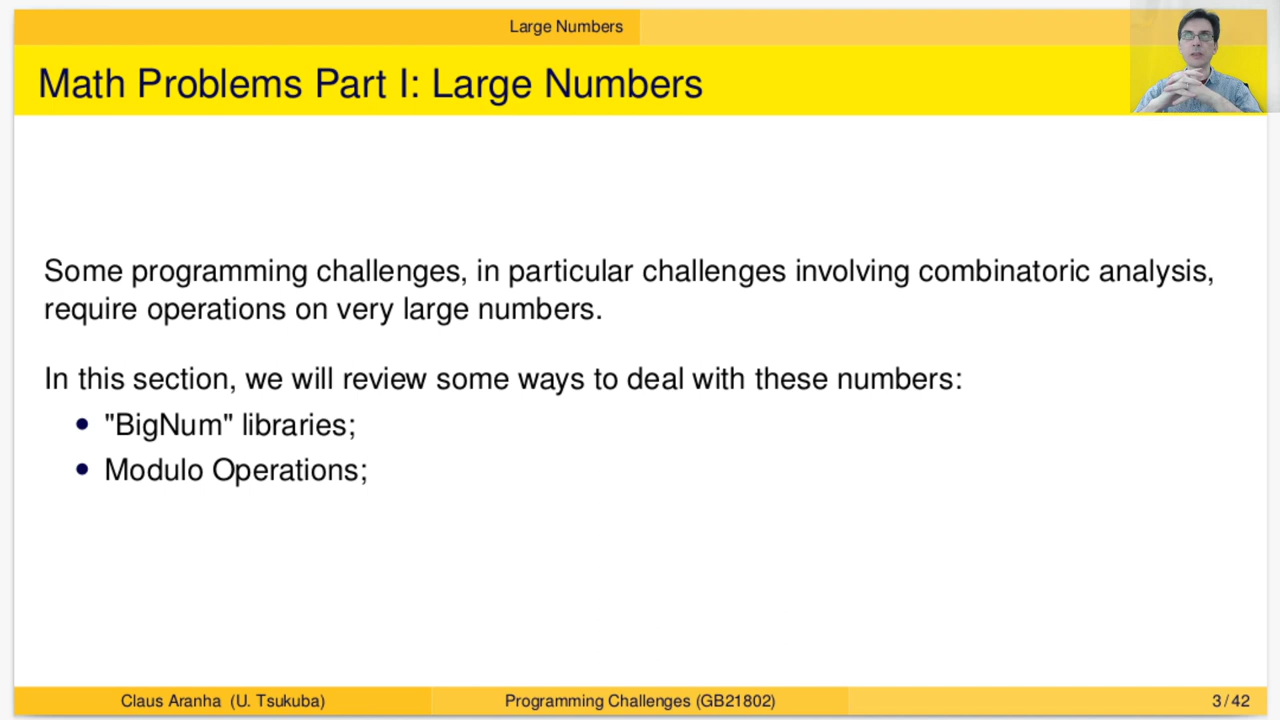 Large Numbers
Math Problems Part I: Large Numbers
Some programming challenges, in particular challenges involving combinatoric analysis,
require operations on very large numbers.
In this section, we will review some ways to deal with these numbers:
• "BigNum" libraries;
• Modulo Operations;
Claus Aranha (U. Tsukuba) Programming Challenges (GB21802) 3 / 42